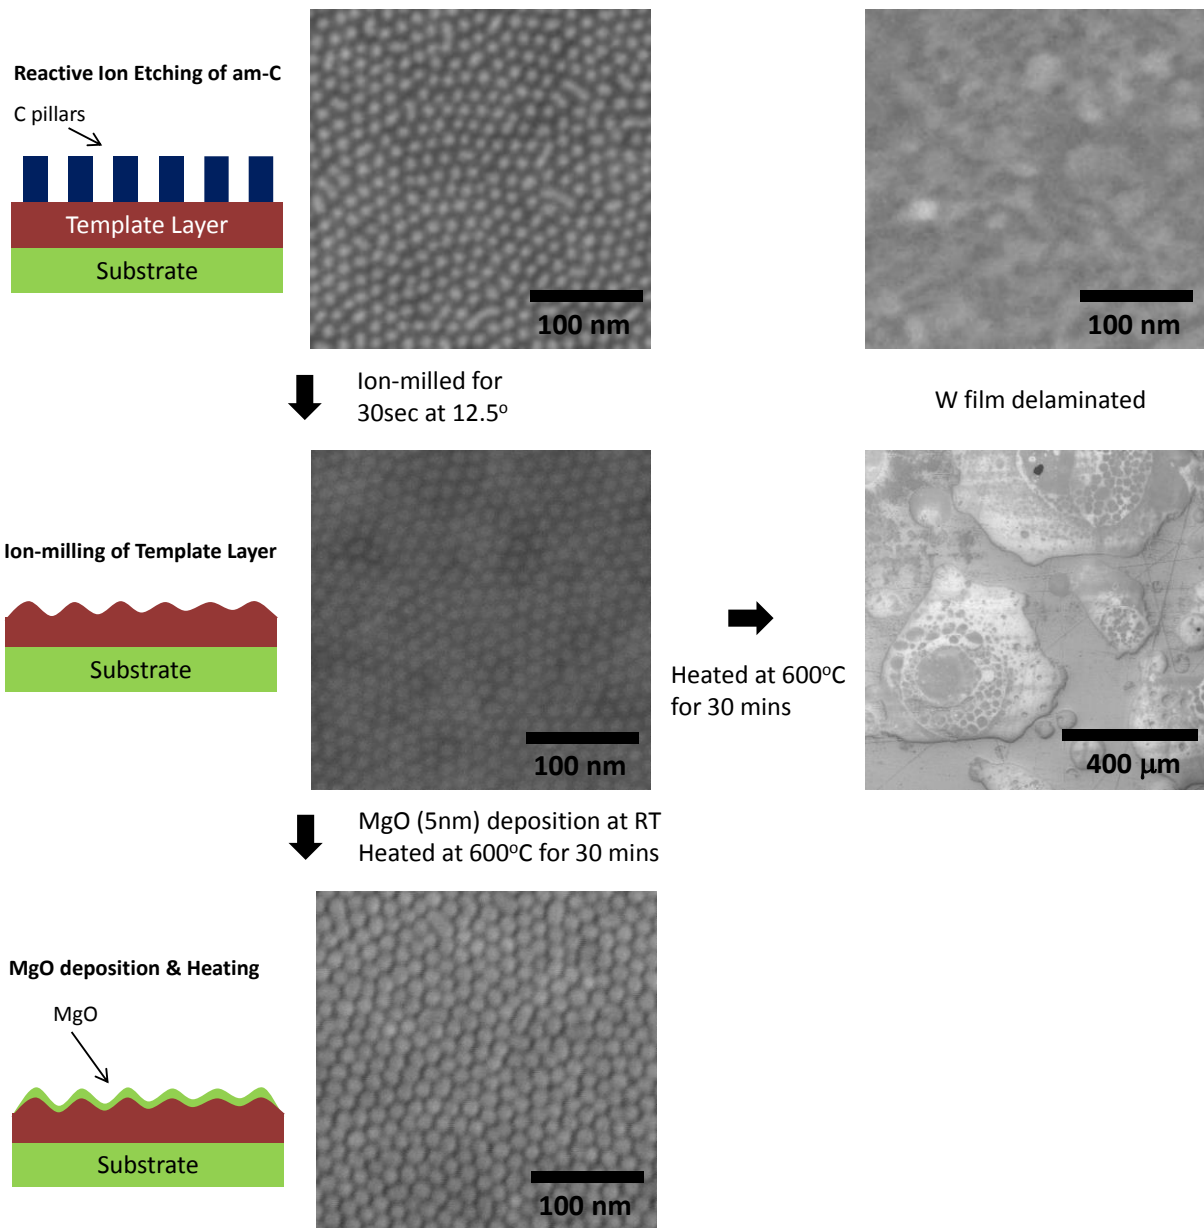 Reactive Ion Etching of am-C
C pillars
Template Layer
Substrate
100 nm
100 nm
Ion-milled for
30sec at 12.5°
W film delaminated
Ion-milling of Template Layer
Substrate
100 nm
Heated at 600°C
for 30 mins
400 μm
MgO (5nm) deposition at RT
Heated at 600°C for 30 mins
MgO deposition & Heating
MgO
Substrate
100 nm